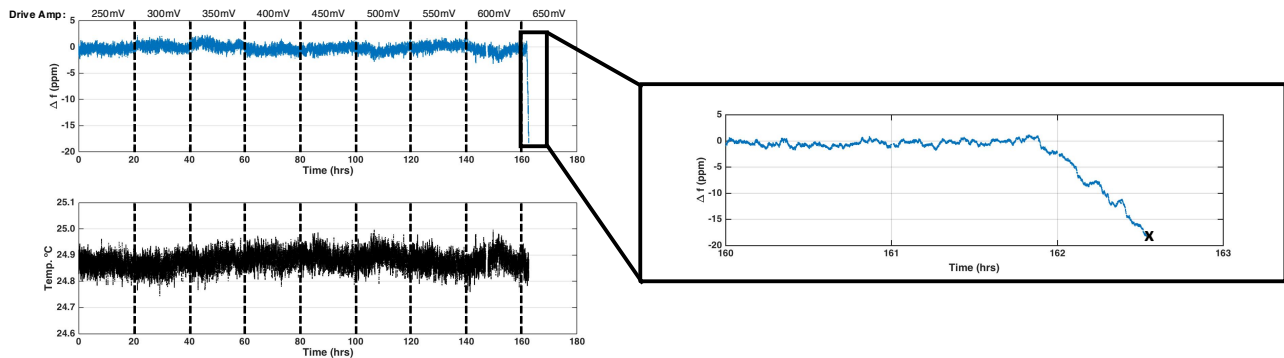 Drive Amp: 250mV 300mV 350mV 400mV 450mV 500mV 550mV 600mV 650mV
5
0
-5
-10
-15
-20
Δ f (ppm)
0 20 40 60 80 100 120 140 160 180
Time (hrs)
25.1
25.0
24.9
24.8
24.7
24.6
Temp. °C
0 20 40 60 80 100 120 140 160 180
Time (hrs)
5
0
-5
-10
-15
-20
Δ f (ppm)
X
160 161 162 163
Time (hrs)